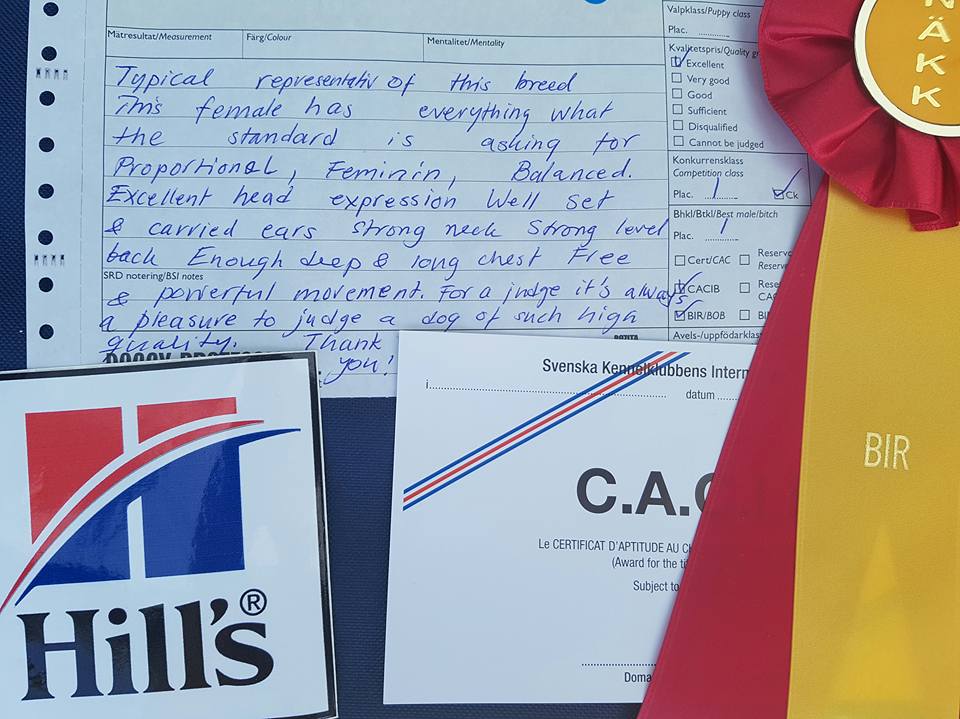 Valpklass/Puppy class
Plac. ..........
Mätresultat/Measurement
Färg/Colour
Mentalitet/Mentality
Kvalitetspris/Quality gr
Excellent
Very good
Good
Sufficient
Disqualified
Cannot be judged
Typical representativ of this breed
This female has everything what
the standard is asking for
Proportional, Feminin, Balanced.
Excellent head expression Well set
& carried ears strong neck Strong level
back Enough deep & long chest Free
SRD notering/BSI notes
& powerful movement. For a judge it's always
a pleasure to judge a dog of such high
quality. Thank
you!
Konkurrensklass
Competition class
Plac. 1 Ck
Bhkl/Btkl/Best male/bitch
Plac. 1
Cert/CAC
CACIB
BIR/BOB
Avels-/uppfödarklass
NÄKK
BIR
Hill's®
Svenska Kennelklubbens Intern
i.......... datum ..........
C.A.C
Le CERTIFICAT D'APTITUDE AU CH
(Award for the ti
Subject to
Doma